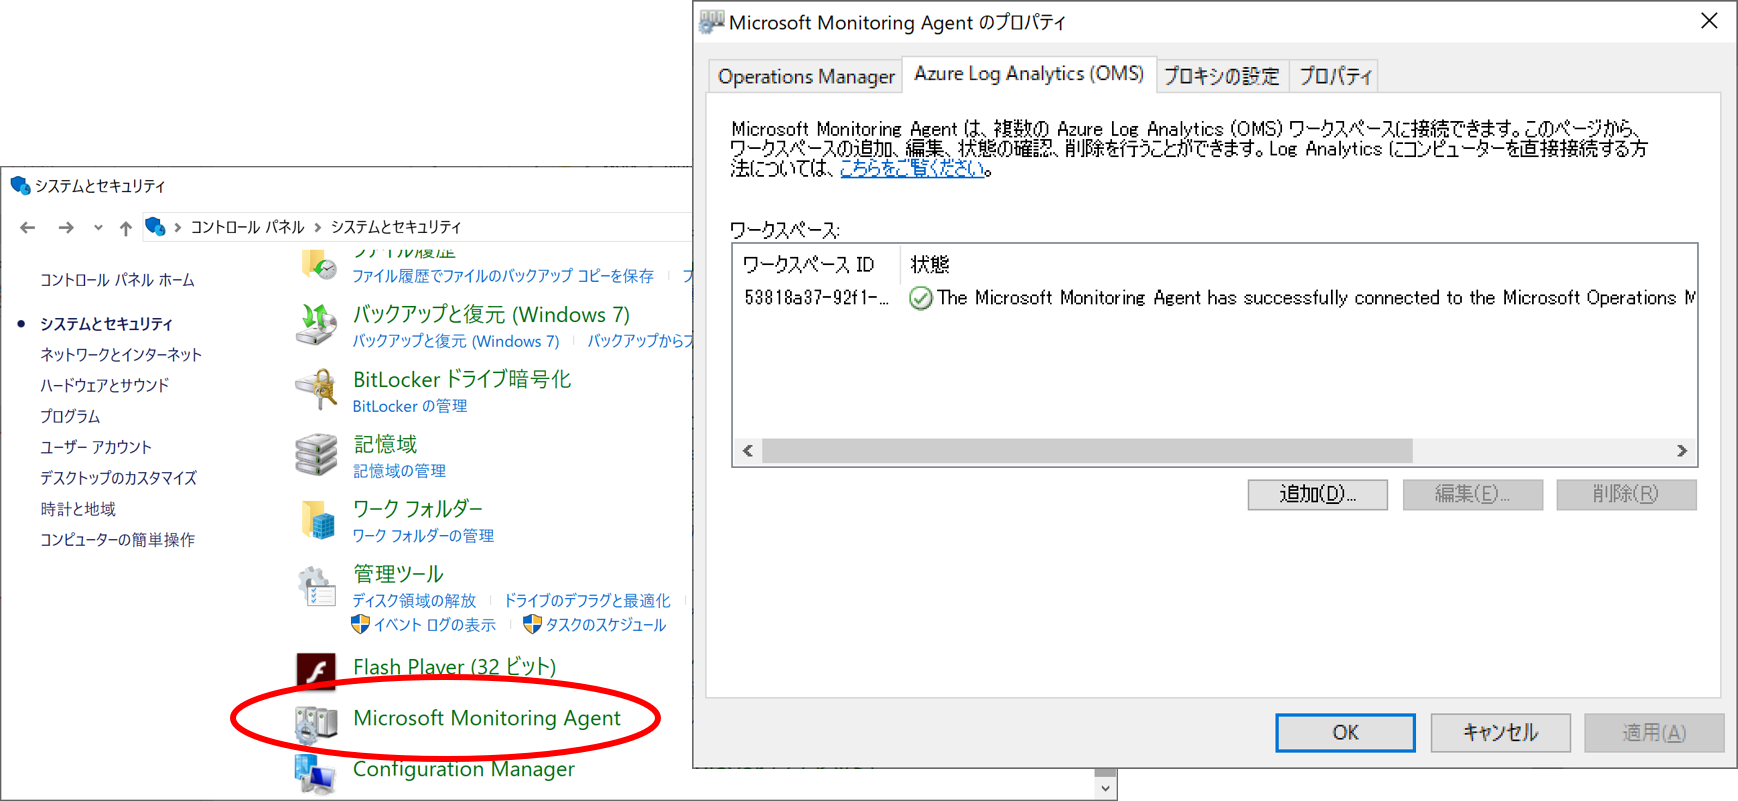 システムとセキュリティ
コントロール パネル > システムとセキュリティ
コントロール パネル ホーム
システムとセキュリティ
ネットワークとインターネット
ハードウェアとサウンド
プログラム
ユーザー アカウント
デスクトップのカスタマイズ
時計と地域
コンピューターの簡単操作
ファイル履歴
ファイル履歴でファイルのバックアップ コピーを保存
バックアップと復元 (Windows 7)
バックアップと復元 (Windows 7) バックアップから
BitLocker ドライブ暗号化
BitLocker の管理
記憶域
記憶域の管理
ワーク フォルダー
ワーク フォルダーの管理
管理ツール
ディスク領域の解放 ドライブのデフラグと最適化
イベント ログの表示 タスクのスケジュール
Flash Player (32 ビット)
Microsoft Monitoring Agent
Configuration Manager
Microsoft Monitoring Agent のプロパティ
Operations Manager Azure Log Analytics (OMS) プロキシの設定 プロパティ
Microsoft Monitoring Agent は、複数の Azure Log Analytics (OMS) ワークスペースに接続できます。このページから、
ワークスペースの追加、編集、状態の確認、削除を行うことができます。Log Analytics にコンピューターを直接接続する方
法については、こちらをご覧ください。
ワークスペース:
ワークスペース ID 状態
53818a37-92f1-... The Microsoft Monitoring Agent has successfully connected to the Microsoft Operations M
追加(D)... 編集(E)... 削除(R)
OK キャンセル 適用(A)